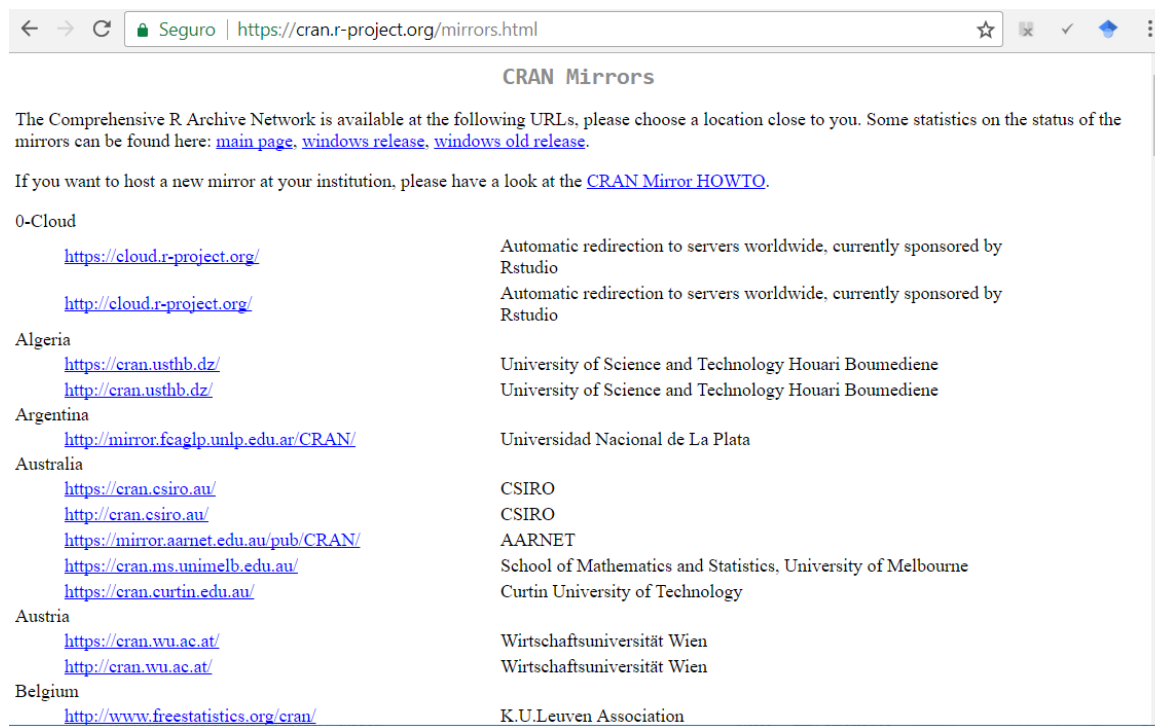 Seguro | https://cran.r-project.org/mirrors.html
CRAN Mirrors
The Comprehensive R Archive Network is available at the following URLs, please choose a location close to you. Some statistics on the status of the
mirrors can be found here: main page, windows release, windows old release.
If you want to host a new mirror at your institution, please have a look at the CRAN Mirror HOWTO.
0-Cloud
https://cloud.r-project.org/ Automatic redirection to servers worldwide, currently sponsored by
Rstudio
http://cloud.r-project.org/ Automatic redirection to servers worldwide, currently sponsored by
Rstudio
Algeria
https://cran.usthb.dz/ University of Science and Technology Houari Boumediene
http://cran.usthb.dz/ University of Science and Technology Houari Boumediene
Argentina
http://mirror.fcaglp.unlp.edu.ar/CRAN/ Universidad Nacional de La Plata
Australia
https://cran.csiro.au/ CSIRO
http://cran.csiro.au/ CSIRO
https://mirror.aarnet.edu.au/pub/CRAN/ AARNET
https://cran.ms.unimelb.edu.au/ School of Mathematics and Statistics, University of Melbourne
https://cran.curtin.edu.au/ Curtin University of Technology
Austria
https://cran.wu.ac.at/ Wirtschaftsuniversität Wien
http://cran.wu.ac.at/ Wirtschaftsuniversität Wien
Belgium
http://www.freestatistics.org/cran/ K.U.Leuven Association